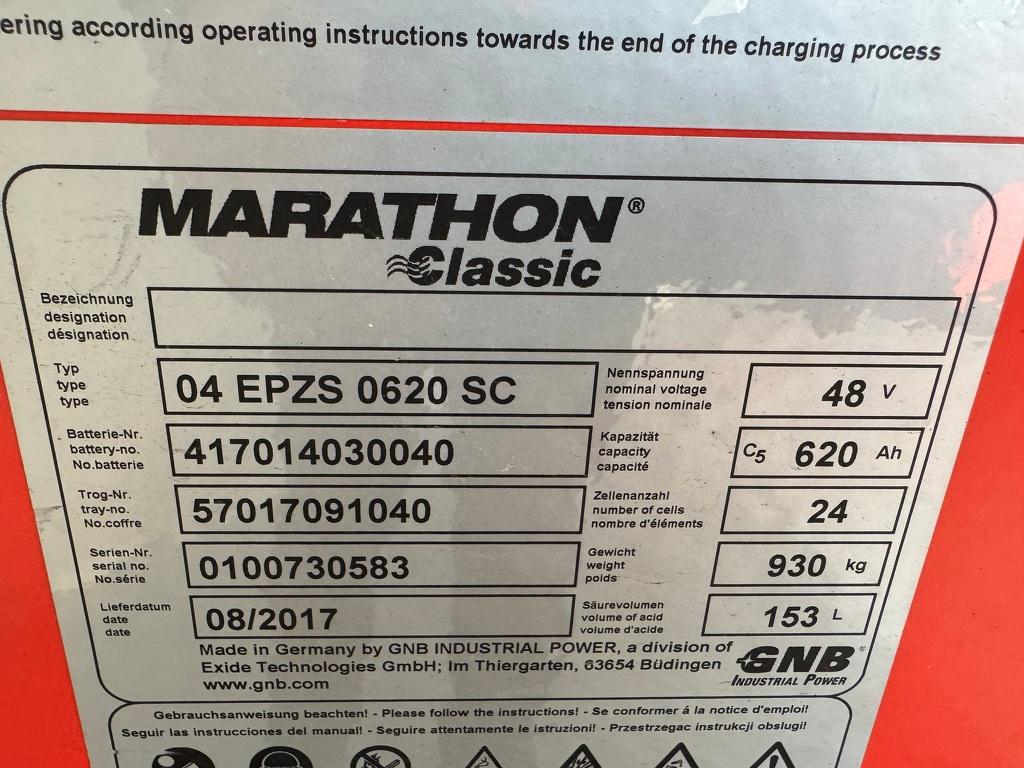 ering according operating instructions towards the end of the charging process
MARATHON®
Classic
Bezeichnung
designation
désignation
Typ
type
type
04 EPZS 0620 SC
Nennspannung
nominal voltage
tension nominale
48 V
Batterie-Nr.
battery-no.
No.batterie
417014030040
Kapazität
capacity
capacité
C5 620 Ah
Trog-Nr.
tray-no.
No.coffre
57017091040
Zellenanzahl
number of cells
nombre d'éléments
24
Serien-Nr.
serial no.
No.série
0100730583
Gewicht
weight
poids
930 kg
Lieferdatum
date
date
08/2017
Säurevolumen
volume of acid
volume d'acide
153 L
Made in Germany by GNB INDUSTRIAL POWER, a division of
Exide Technologies GmbH; Im Thiergarten, 63654 Büdingen
www.gnb.com
GNB®
INDUSTRIAL POWER
Gebrauchsanweisung beachten! - Please follow the instructions! - Se conformer á la notice d'emploi!
Seguir las instrucciones del manual! - Seguire attentamente le istruzioni! - Przestrzegac instrukcji obslugi!